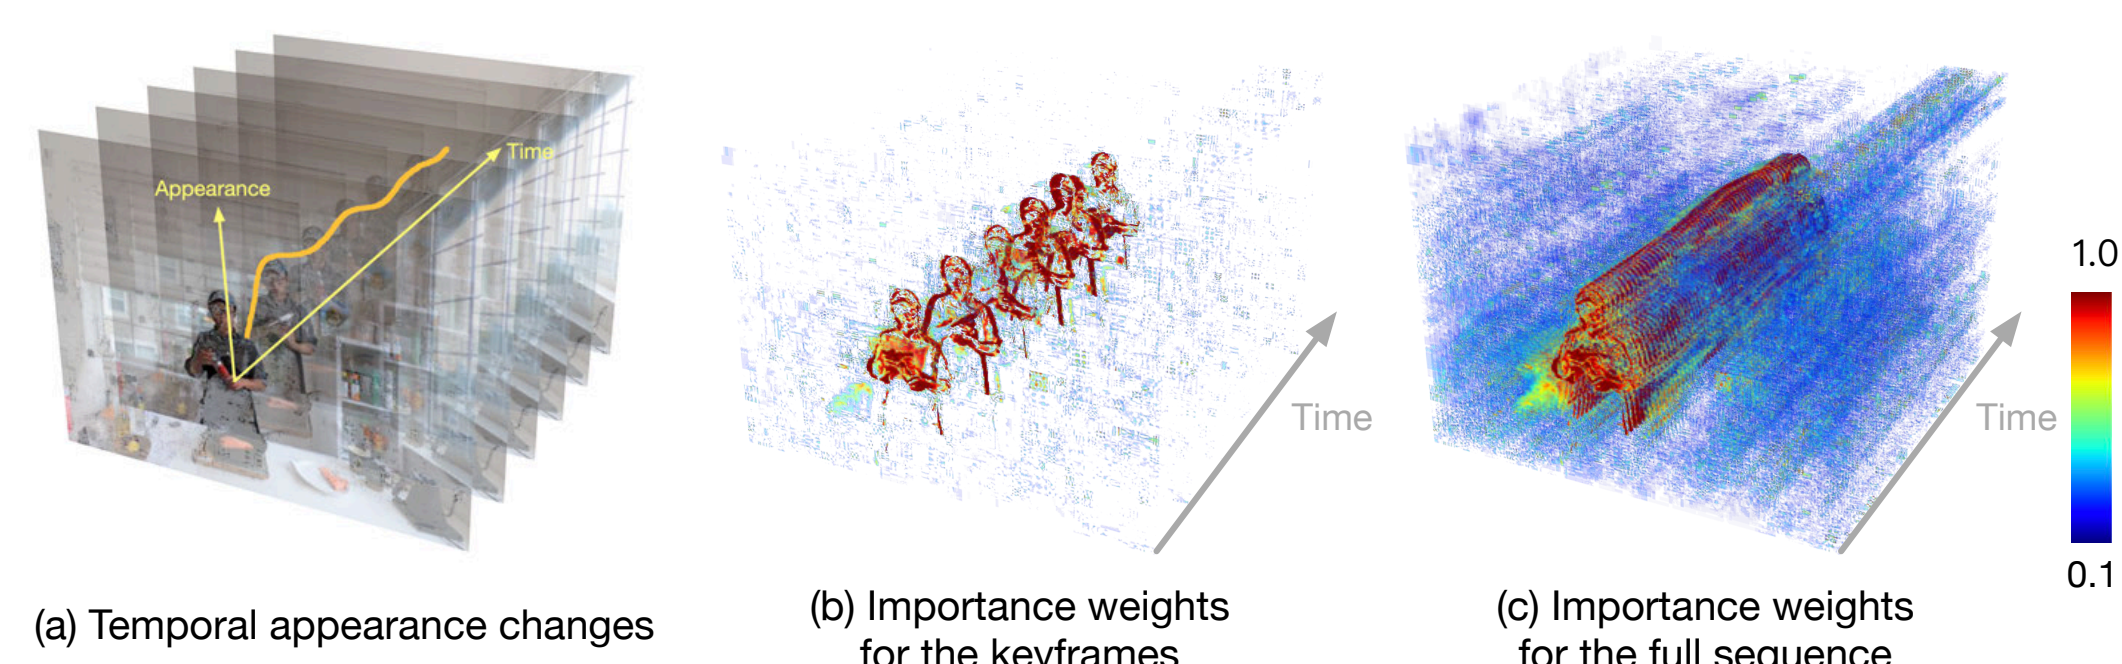 Appearance
Time
Time
Time
1.0
0.1
(a) Temporal appearance changes
(b) Importance weights
for the keyframes
(c) Importance weights
for the full sequence